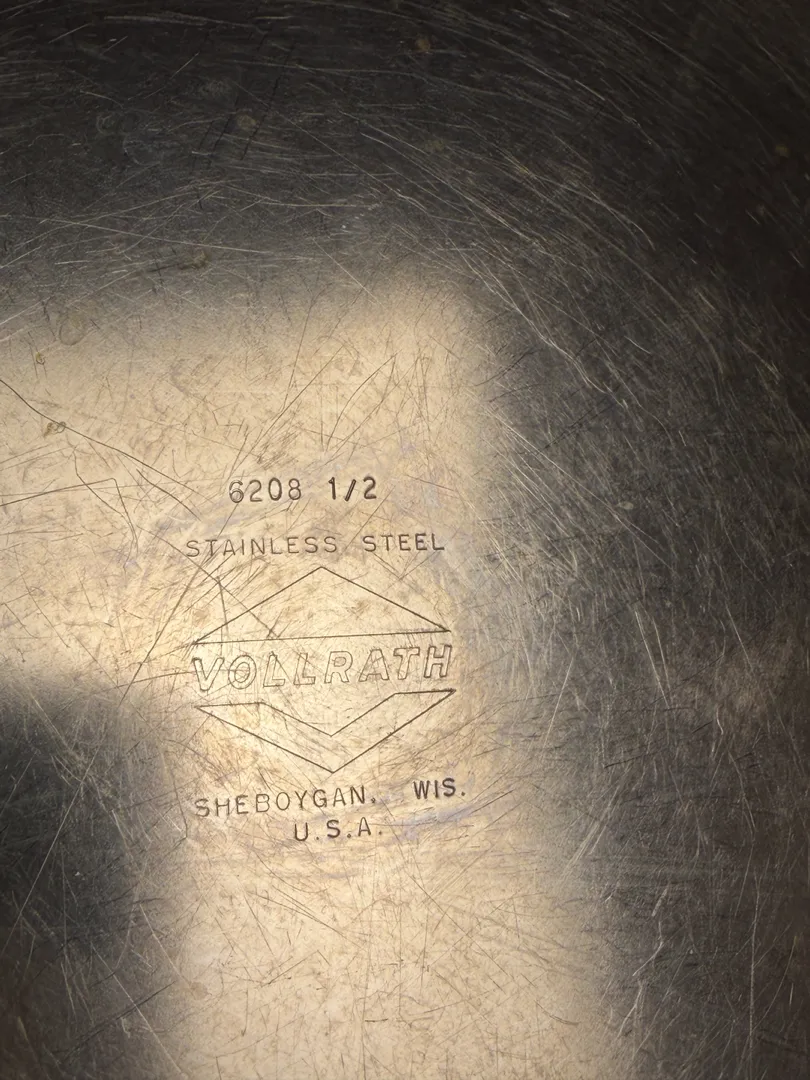 6208 1/2
STAINLESS STEEL
VOLLRATH
SHEBOYGAN, WIS.
U.S.A.